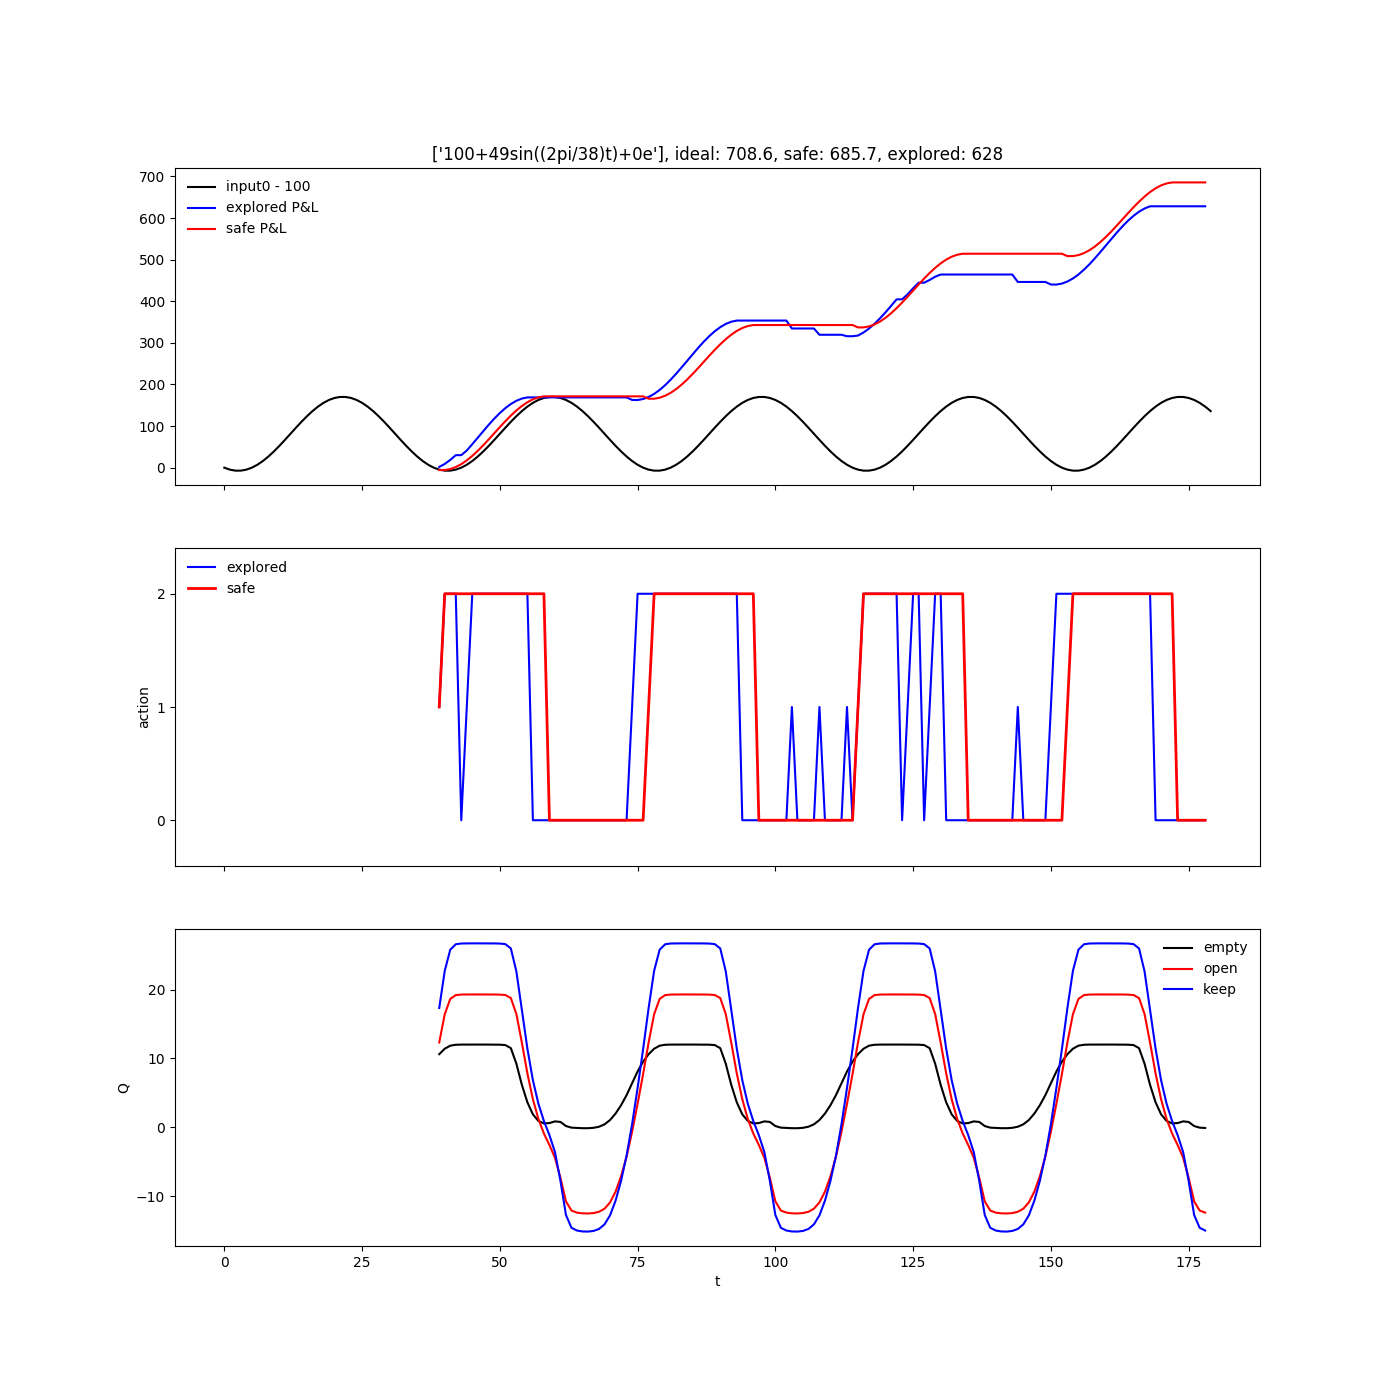 ['100+49sin((2pi/38)t)+0e'], ideal: 708.6, safe: 685.7, explored: 628
700
600
500
400
300
200
100
0
input0 - 100
explored P&L
safe P&L
action
2
1
0
explored
safe
Q
20
10
0
−10
empty
open
keep
0 25 50 75 100 125 150 175
t